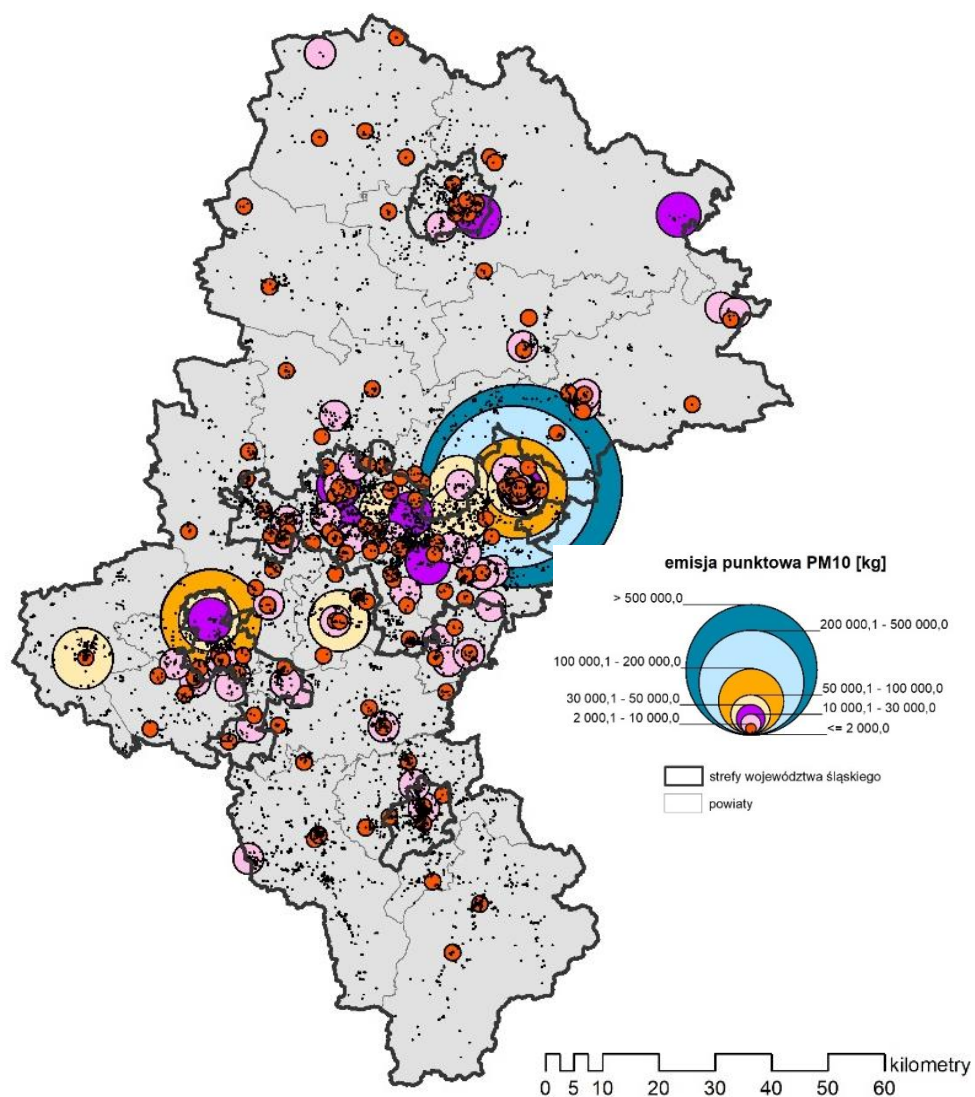 emisja punktowa PM10 [kg]
> 500 000,0
200 000,1 - 500 000,0
100 000,1 - 200 000,0
50 000,1 - 100 000,0
30 000,1 - 50 000,0
10 000,1 - 30 000,0
2 000,1 - 10 000,0
<= 2 000,0
strefy województwa śląskiego
powiaty
kilometry
0 5 10 20 30 40 50 60